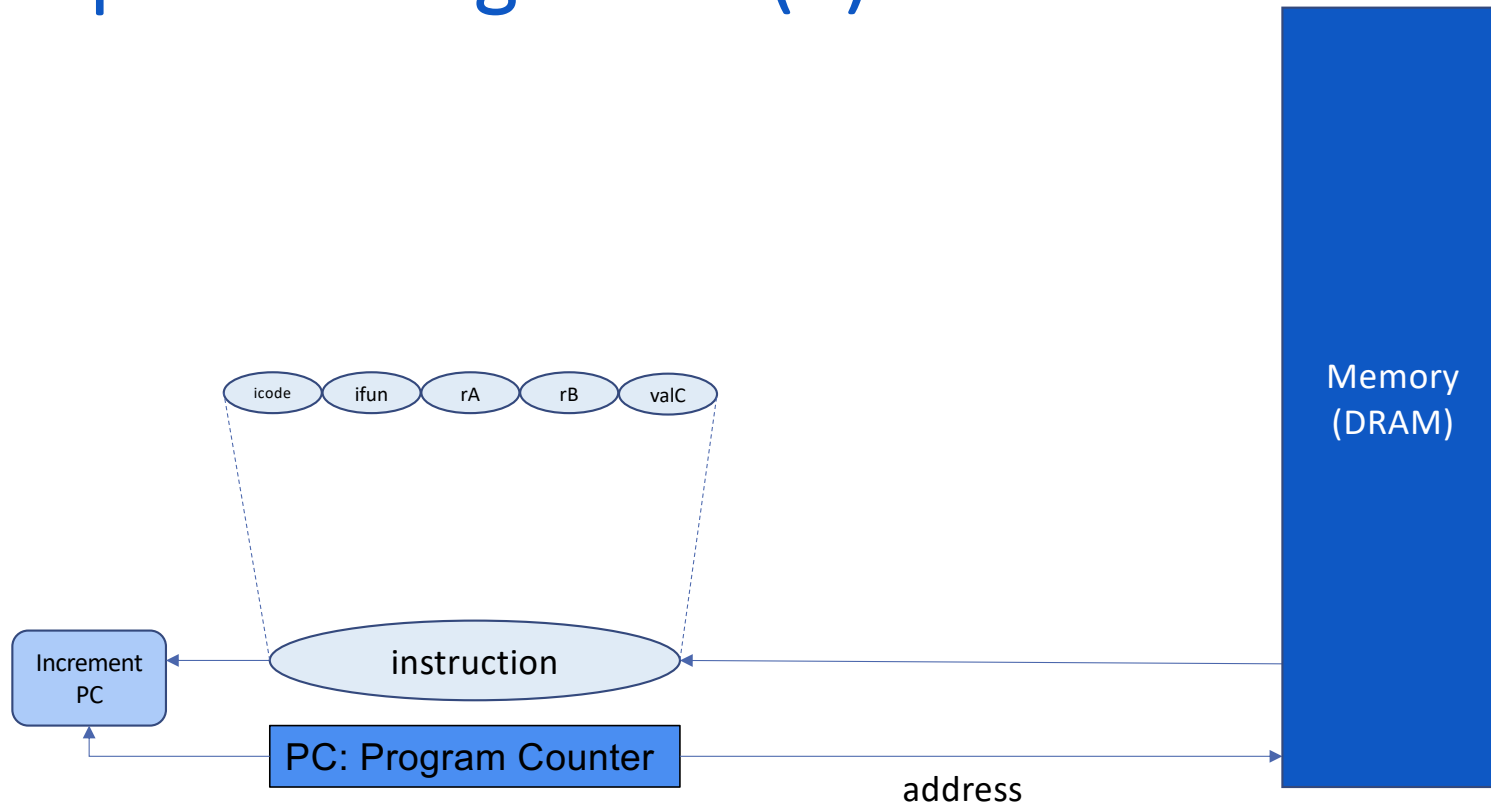 icode
ifun
rA
rB
valC
Memory
(DRAM)
instruction
Increment
PC
PC: Program Counter
address